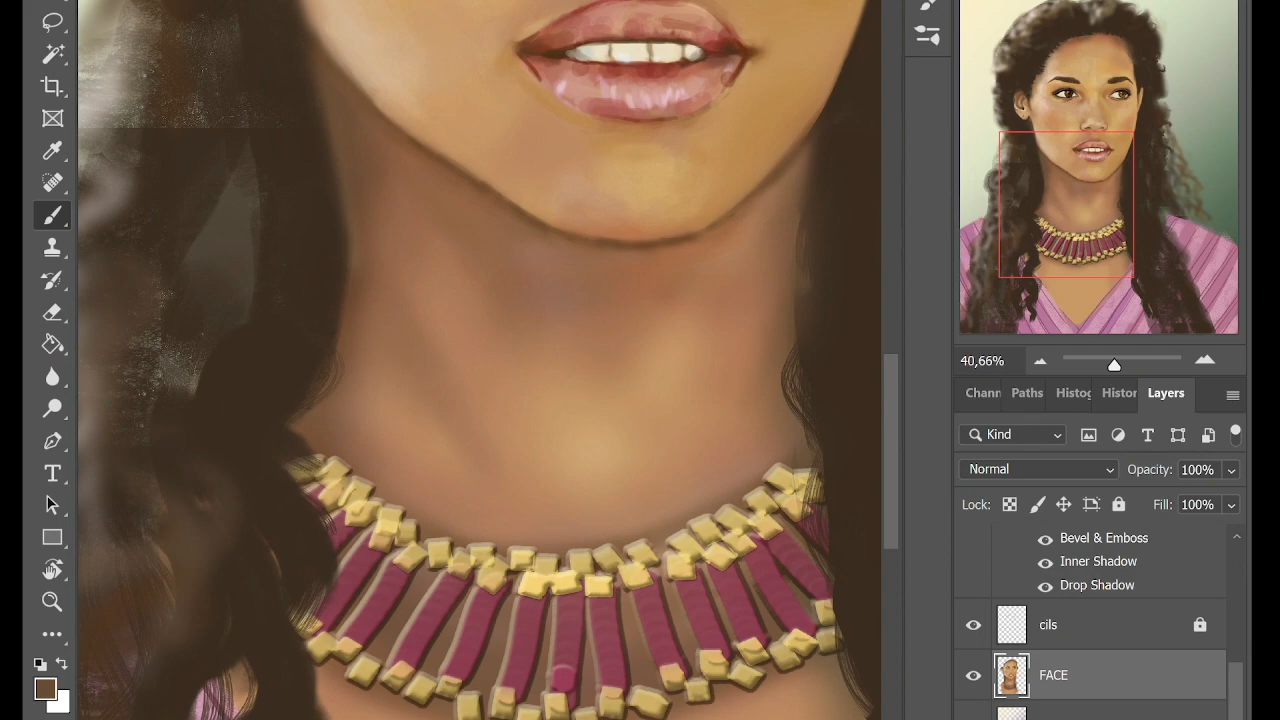 40,66%
Chann Paths Histog Histor Layers
Kind
Normal Opacity: 100%
Lock: Fill: 100%
Bevel & Emboss
Inner Shadow
Drop Shadow
cils
FACE